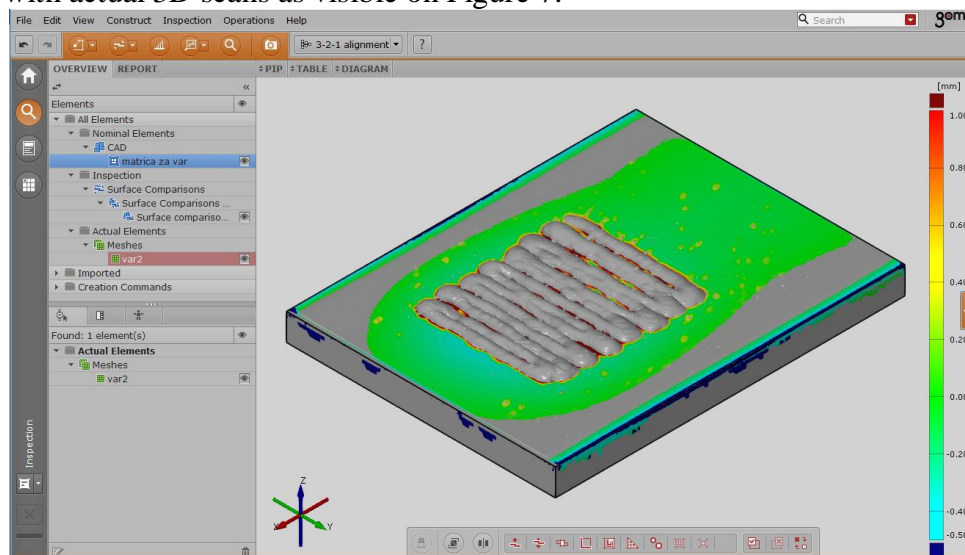 with actual 3D scans as visible on Figure 7.
File Edit View Construct Inspection Operations Help
Search
gom
3-2-1 alignment
?
OVERVIEW REPORT
PIP TABLE DIAGRAM
Elements
All Elements
Nominal Elements
CAD
matrica za var
Inspection
Surface Comparisons
Surface Comparisons ...
Surface compariso...
Actual Elements
Meshes
var2
Imported
Creation Commands
Found: 1 element(s)
Actual Elements
Meshes
var2
Inspection
[mm]
1.00
0.80
0.60
0.40
0.20
0.00
-0.20
-0.40
-0.50
Z
X
Y